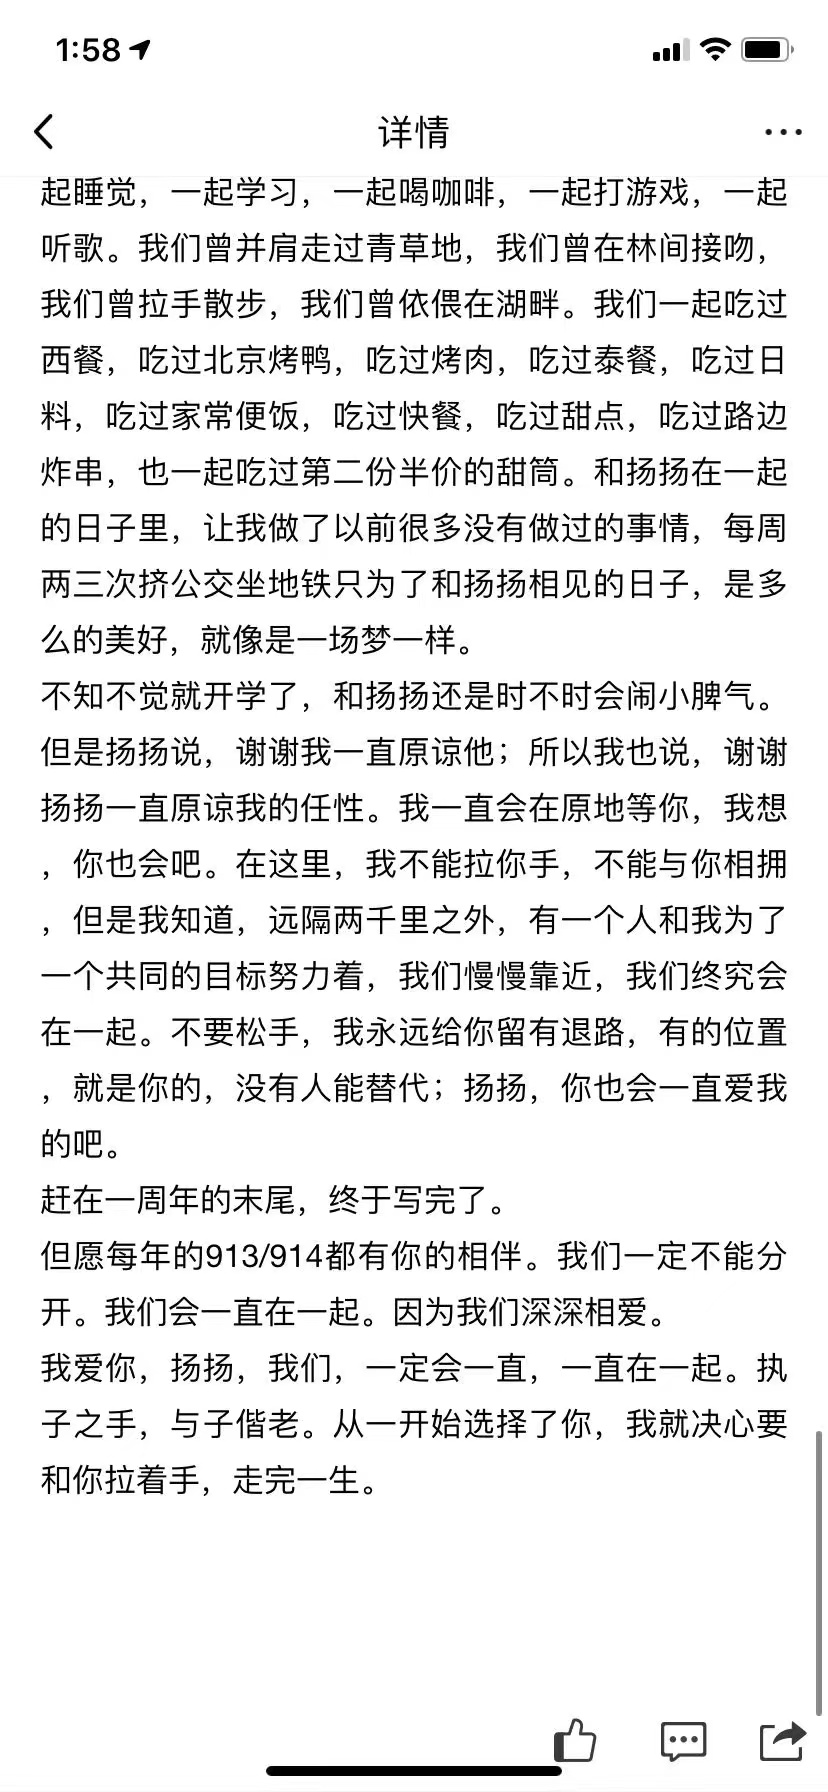 1:58
详情
起睡觉，一起学习，一起喝咖啡，一起打游戏，一起
听歌。我们曾并肩走过青草地，我们曾在林间接吻，
我们曾拉手散步，我们曾依偎在湖畔。我们一起吃过
西餐，吃过北京烤鸭，吃过烤肉，吃过泰餐，吃过日
料，吃过家常便饭，吃过快餐，吃过甜点，吃过路边
炸串，也一起吃过第二份半价的甜筒。和扬扬在一起
的日子里，让我做了以前很多没有做过的事情，每周
两三次挤公交坐地铁只为了和扬扬相见的日子，是多
么的美好，就像是一场梦一样。
不知不觉就开学了，和扬扬还是时不时会闹小脾气。
但是扬扬说，谢谢我一直原谅他；所以我也说，谢谢
扬扬一直原谅我的任性。我一直会在原地等你，我想
，你也会吧。在这里，我不能拉你手，不能与你相拥
，但是我知道，远隔两千里之外，有一个人和我为了
一个共同的目标努力着，我们慢慢靠近，我们终究会
在一起。不要松手，我永远给你留有退路，有的位置
，就是你的，没有人能替代；扬扬，你也会一直爱我
的吧。
赶在一周年的末尾，终于写完了。
但愿每年的913/914都有你的相伴。我们一定不能分
开。我们会一直在一起。因为我们深深相爱。
我爱你，扬扬，我们，一定会一直，一直在一起。执
子之手，与子偕老。从一开始选择了你，我就决心要
和你拉着手，走完一生。